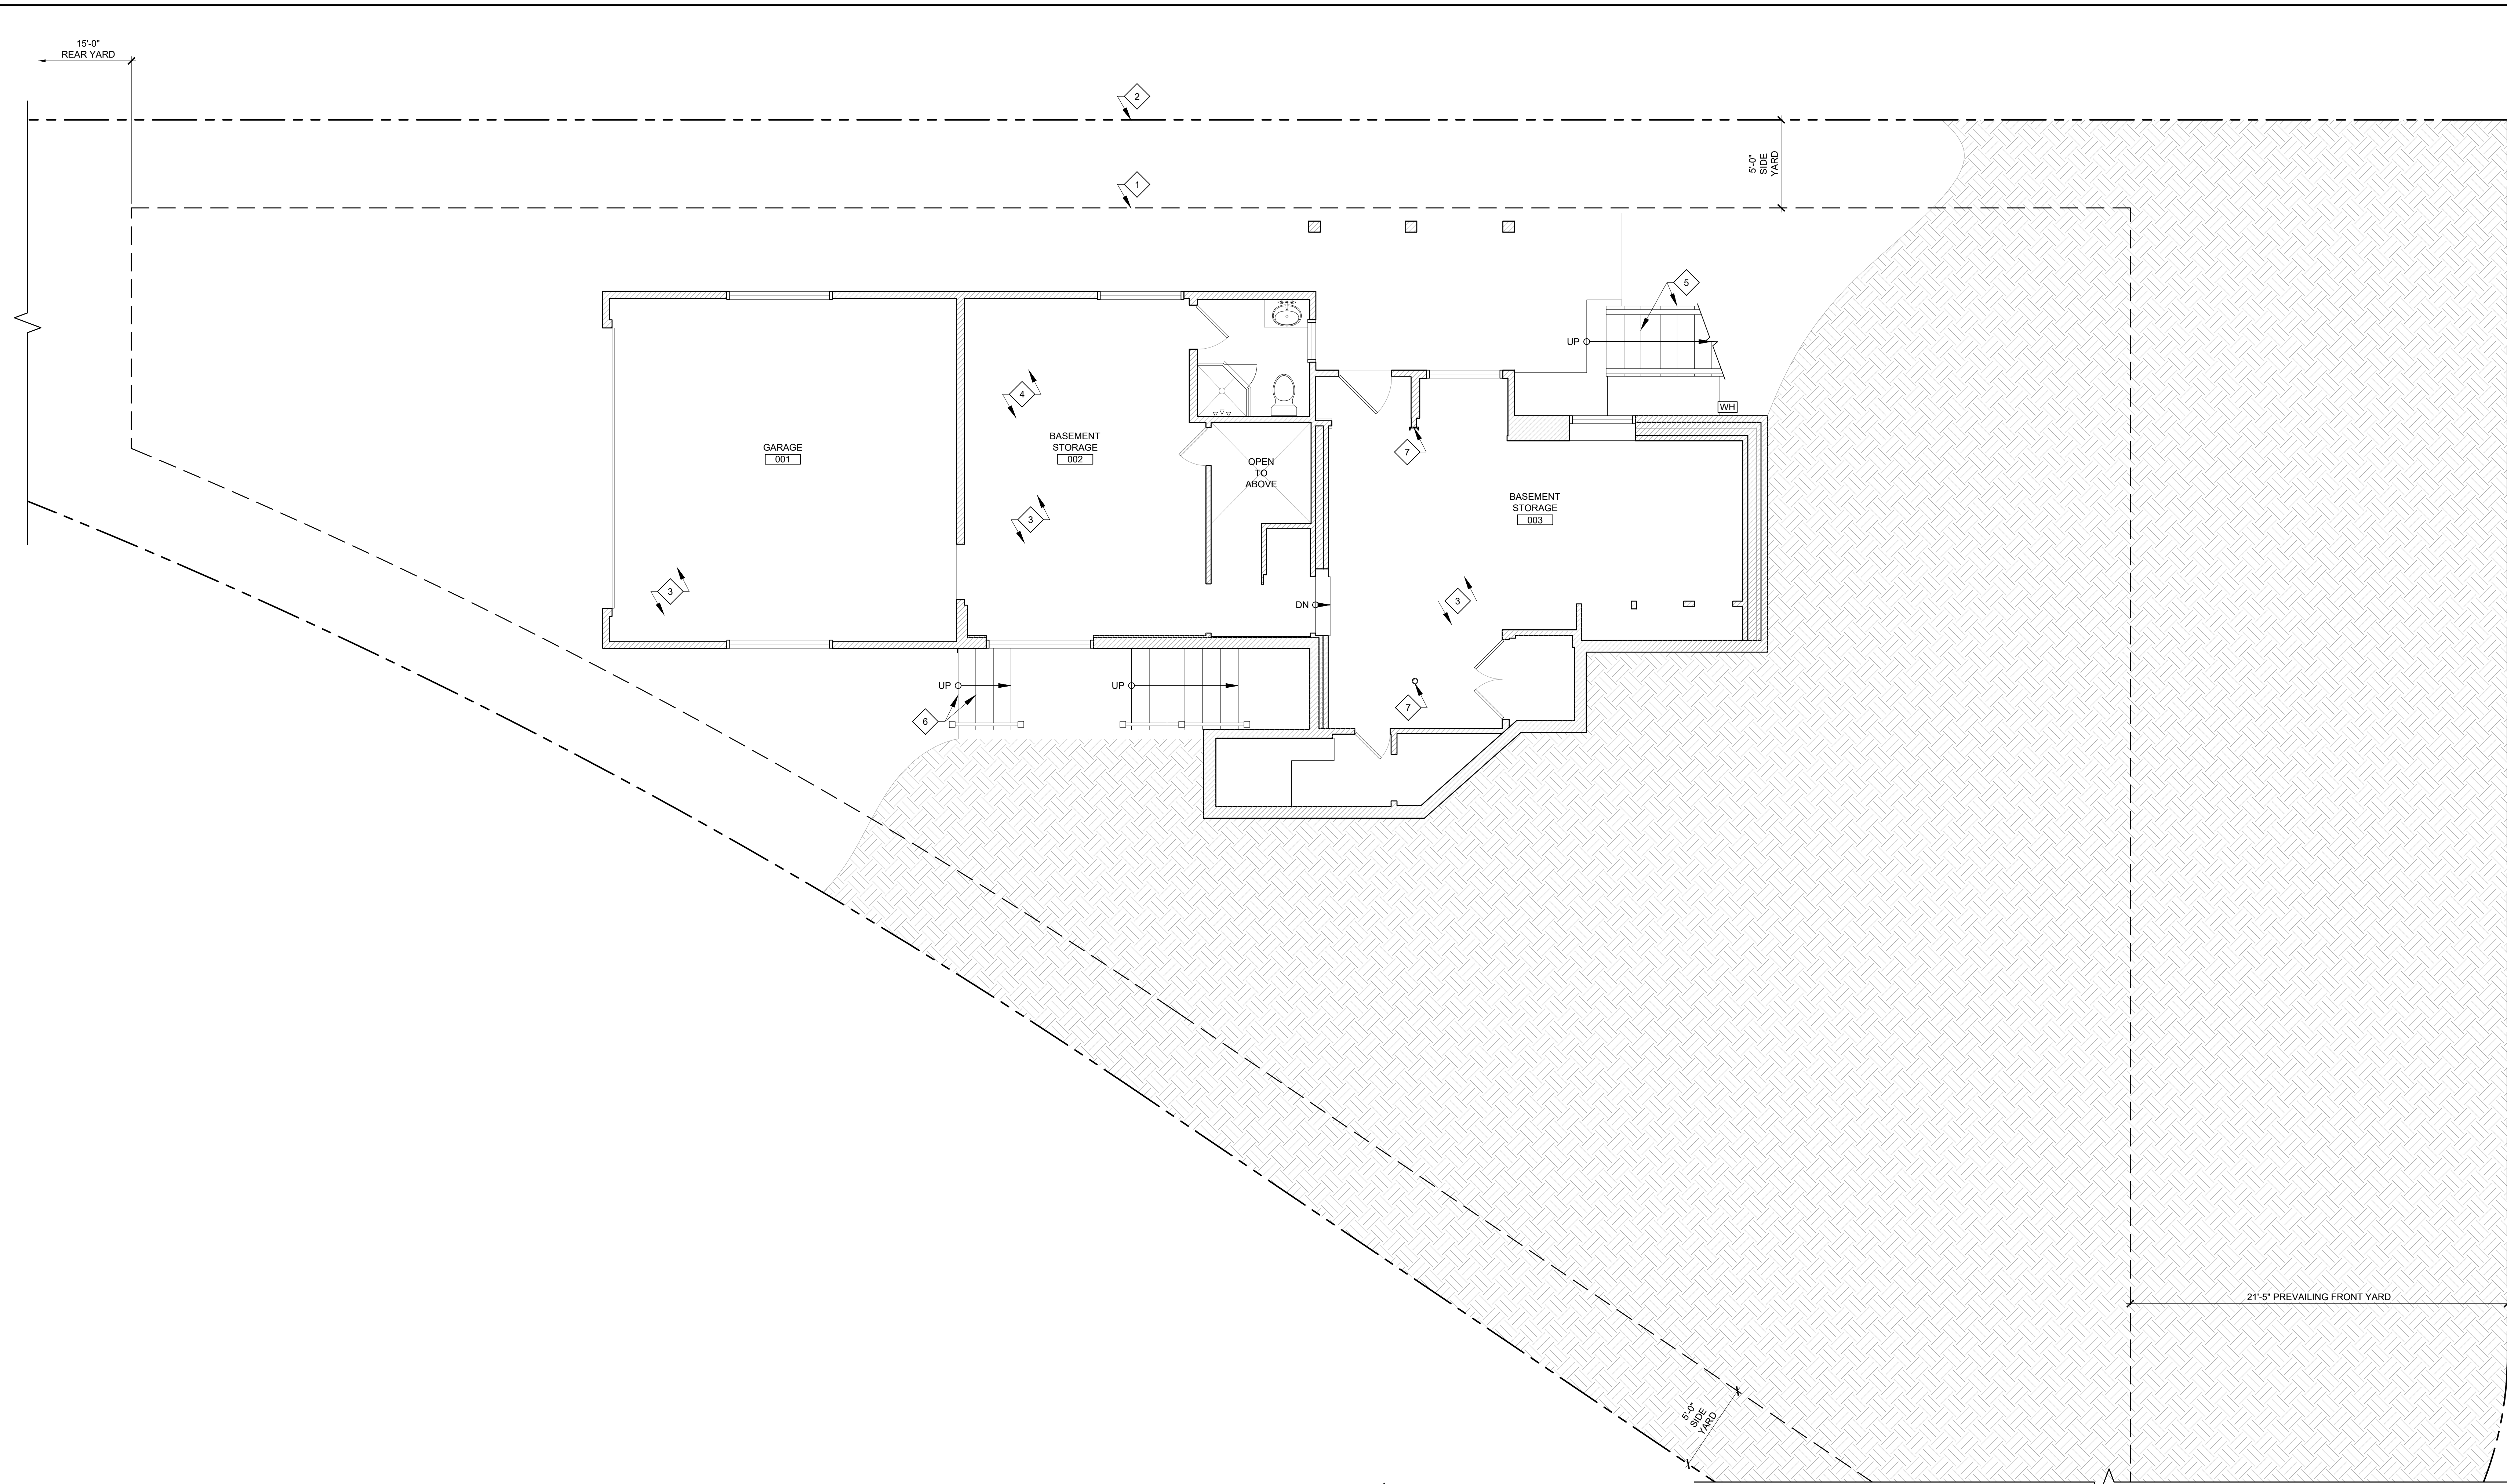 15'-0"
REAR YARD
2
1
5'-0"
SIDE
YARD
5
UP
4
WH
GARAGE
001
BASEMENT
STORAGE
002
7
OPEN
TO
ABOVE
BASEMENT
STORAGE
003
3
3
3
DN
UP
UP
6
7
21'-5" PREVAILING FRONT YARD
5'-0"
SIDE
YARD